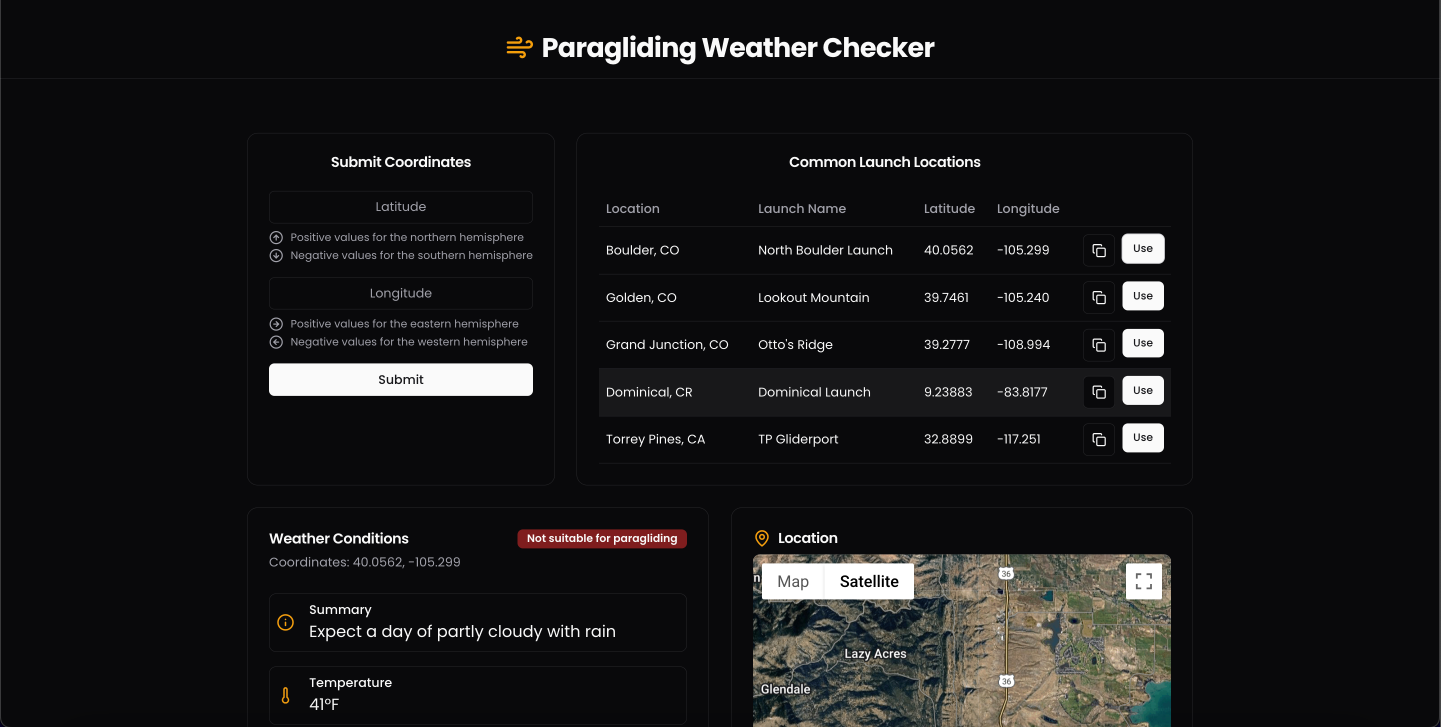 Paragliding Weather Checker
Submit Coordinates
Latitude
Positive values for the northern hemisphere
Negative values for the southern hemisphere
Longitude
Positive values for the eastern hemisphere
Negative values for the western hemisphere
Submit
Common Launch Locations
Location Launch Name Latitude Longitude
Boulder, CO North Boulder Launch 40.0562 -105.299 Use
Golden, CO Lookout Mountain 39.7461 -105.240 Use
Grand Junction, CO Otto's Ridge 39.2777 -108.994 Use
Dominical, CR Dominical Launch 9.23883 -83.8177 Use
Torrey Pines, CA TP Gliderport 32.8899 -117.251 Use
Weather Conditions Not suitable for paragliding
Coordinates: 40.0562, -105.299
Summary
Expect a day of partly cloudy with rain
Temperature
41°F
Location
Map Satellite
36
Lazy Acres
36
Glendale